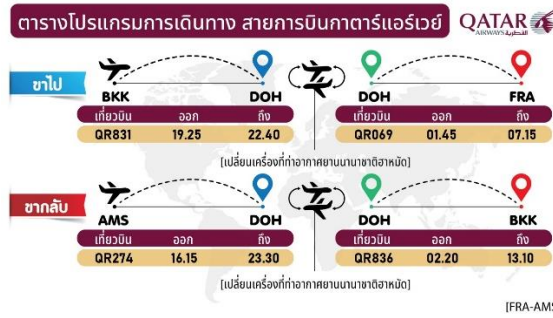 ตารางโปรแกรมการเดินทาง สายการบินกาตาร์แอร์เวย์
QATAR
AIRWAYS القطرية
ขาไป
BKK DOH DOH FRA
เที่ยวบิน ออก ถึง เที่ยวบิน ออก ถึง
QR831 19.25 22.40 QR069 01.45 07.15
[เปลี่ยนเครื่องที่ท่าอากาศยานนานาชาติฮาหมัด]
ขากลับ
AMS DOH DOH BKK
เที่ยวบิน ออก ถึง เที่ยวบิน ออก ถึง
QR274 16.15 23.30 QR836 02.20 13.10
[เปลี่ยนเครื่องที่ท่าอากาศยานนานาชาติฮาหมัด]
[FRA-AMS